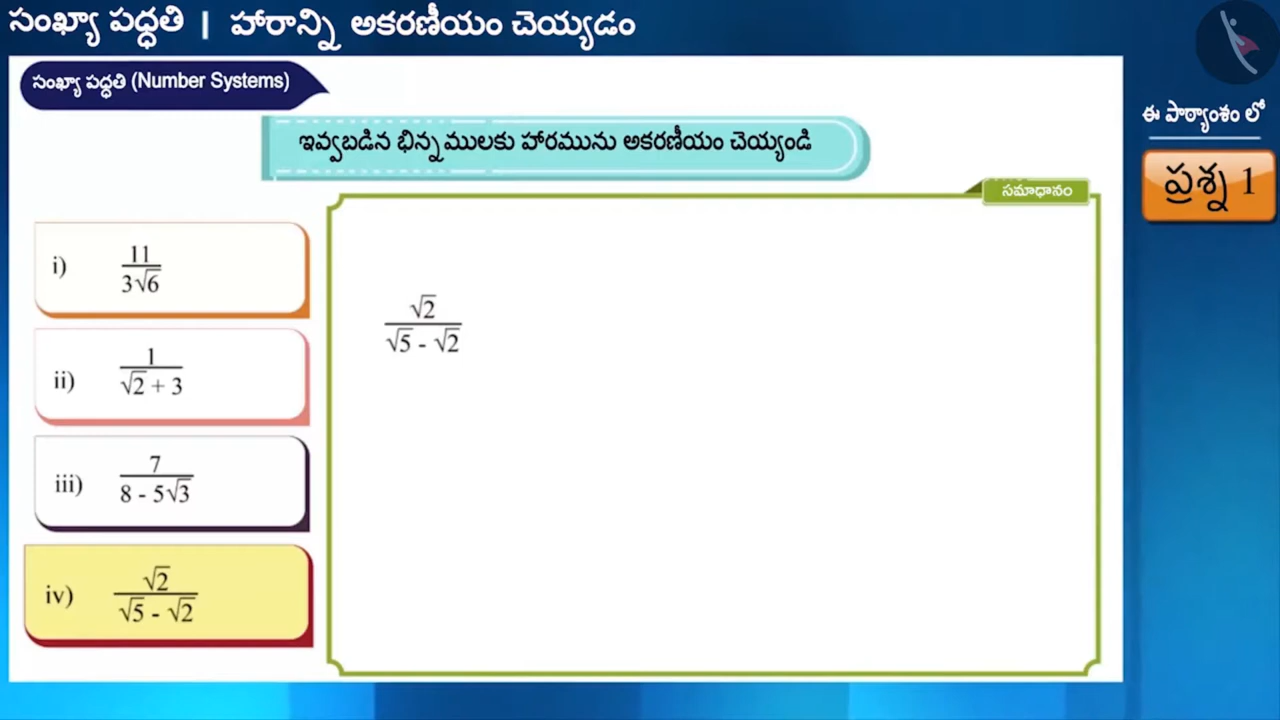 సంఖ్యా పద్ధతి | హారాన్ని అకరణీయం చెయ్యడం
సంఖ్యా పద్ధతి (Number Systems)
ఈ పాఠ్యాంశం లో
ప్రశ్న 1
ఇవ్వబడిన భిన్నములకు హారమును అకరణీయం చెయ్యండి
సమాధానం
i) 11 / 3√6
ii) 1 / √2 + 3
iii) 7 / 8 - 5√3
iv) √2 / √5 - √2
√2 / √5 - √2